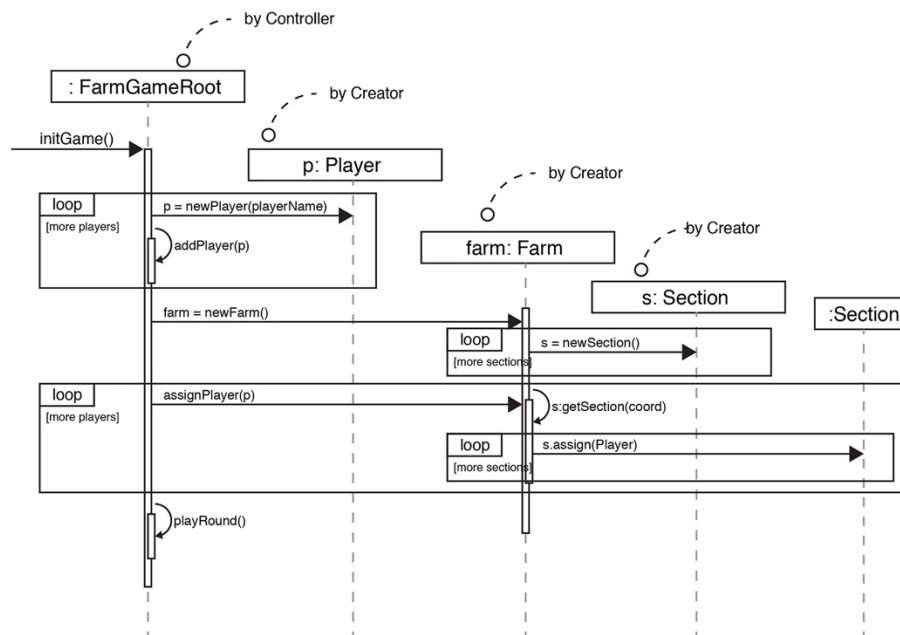 by Controller
: FarmGameRoot
by Creator
initGame()
p: Player
by Creator
loop
[more players]
p = newPlayer(playerName)
addPlayer(p)
farm: Farm
by Creator
s: Section
:Section
farm = newFarm()
loop
[more sections]
s = newSection()
loop
[more players]
assignPlayer(p)
s:getSection(coord)
loop
[more sections]
s.assign(Player)
playRound()